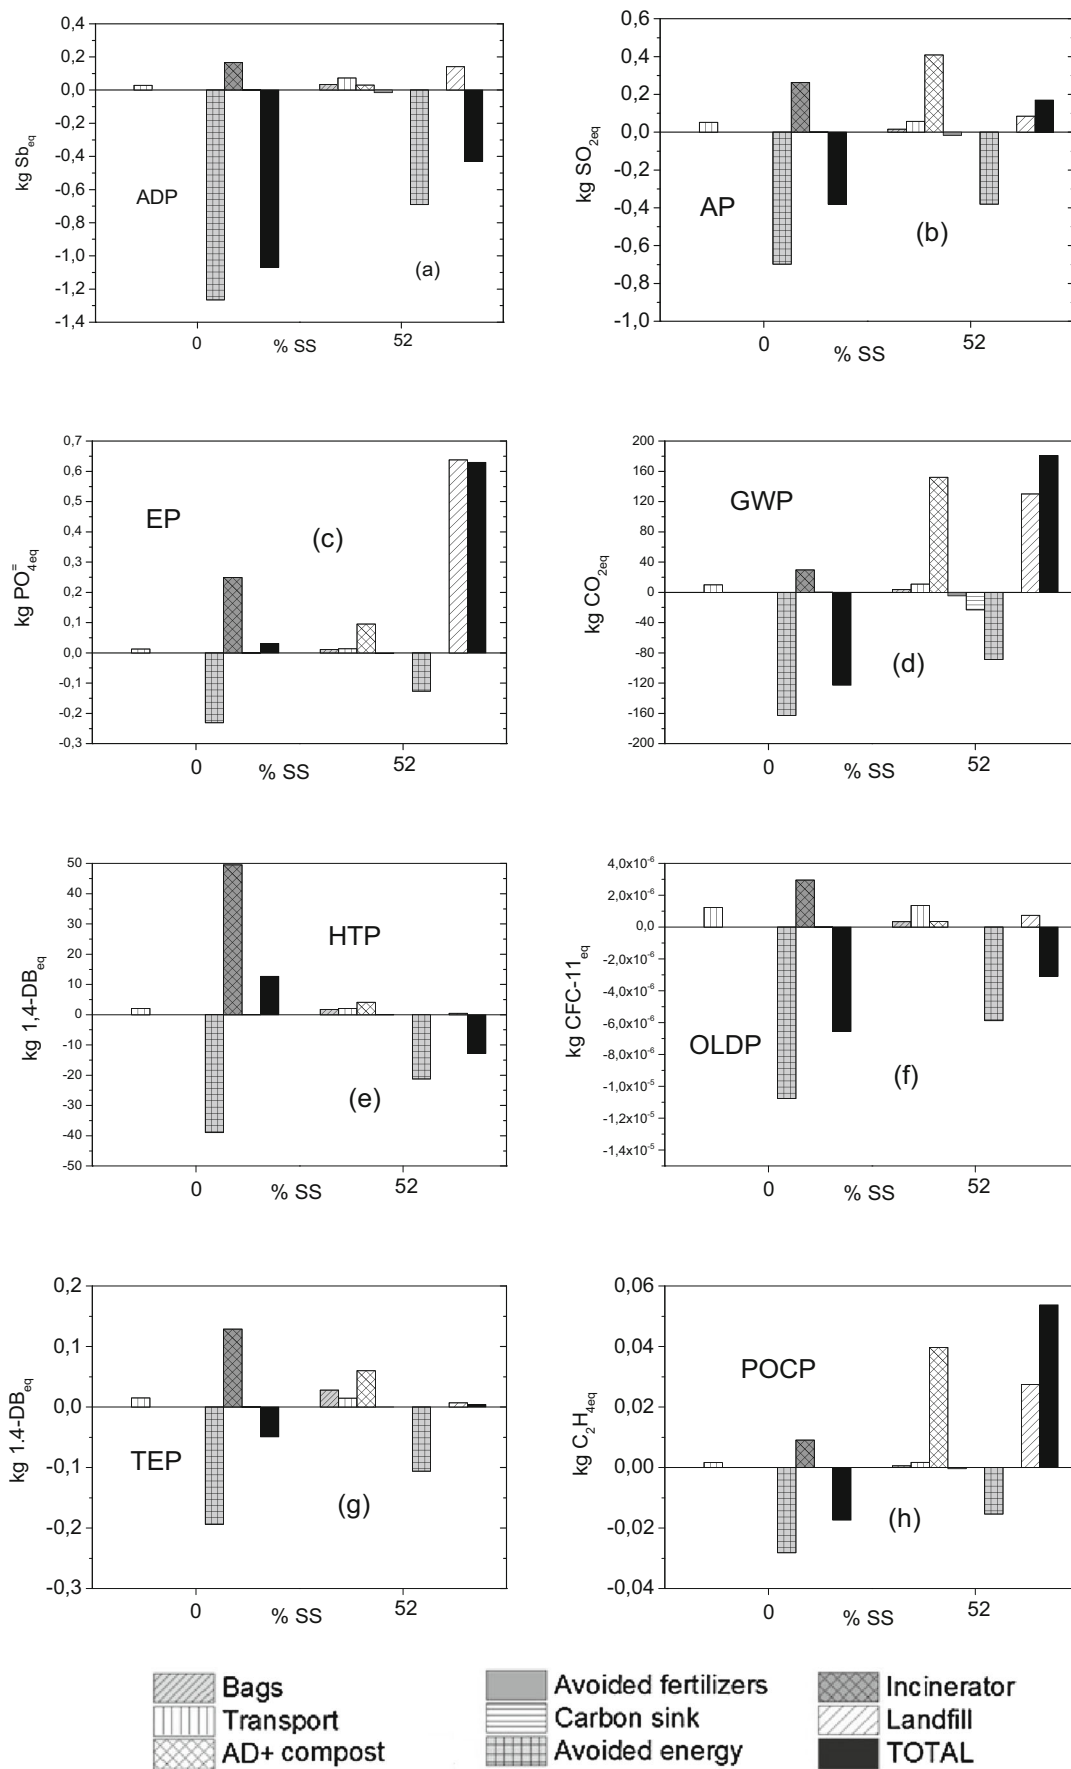 0,4
0,2
0,0
-0,2
-0,4
-0,6
-0,8
-1,0
-1,2
-1,4
kg Sbeq
ADP
(a)
0
% SS
52
0,6
0,4
0,2
0,0
-0,2
-0,4
-0,6
-0,8
-1,0
kg SO2eq
AP
(b)
0
% SS
52
0,7
0,6
0,5
0,4
0,3
0,2
0,1
0,0
-0,1
-0,2
-0,3
kg PO4eq=
EP
(c)
0
% SS
52
200
160
120
80
40
0
-40
-80
-120
-160
-200
kg CO2eq
GWP
(d)
0
% SS
52
50
40
30
20
10
0
-10
-20
-30
-40
-50
kg 1,4-DBeq
HTP
(e)
0
% SS
52
4,0x10-6
2,0x10-6
0,0
-2,0x10-6
-4,0x10-6
-6,0x10-6
-8,0x10-6
-1,0x10-5
-1,2x10-5
-1,4x10-5
kg CFC-11eq
OLDP
(f)
0
% SS
52
0,2
0,1
0,0
-0,1
-0,2
-0,3
kg 1.4-DBeq
TEP
(g)
0
% SS
52
0,06
0,04
0,02
0,00
-0,02
-0,04
kg C2H4eq
POCP
(h)
0
% SS
52
Bags
Transport
AD+ compost
Avoided fertilizers
Carbon sink
Avoided energy
Incinerator
Landfill
TOTAL